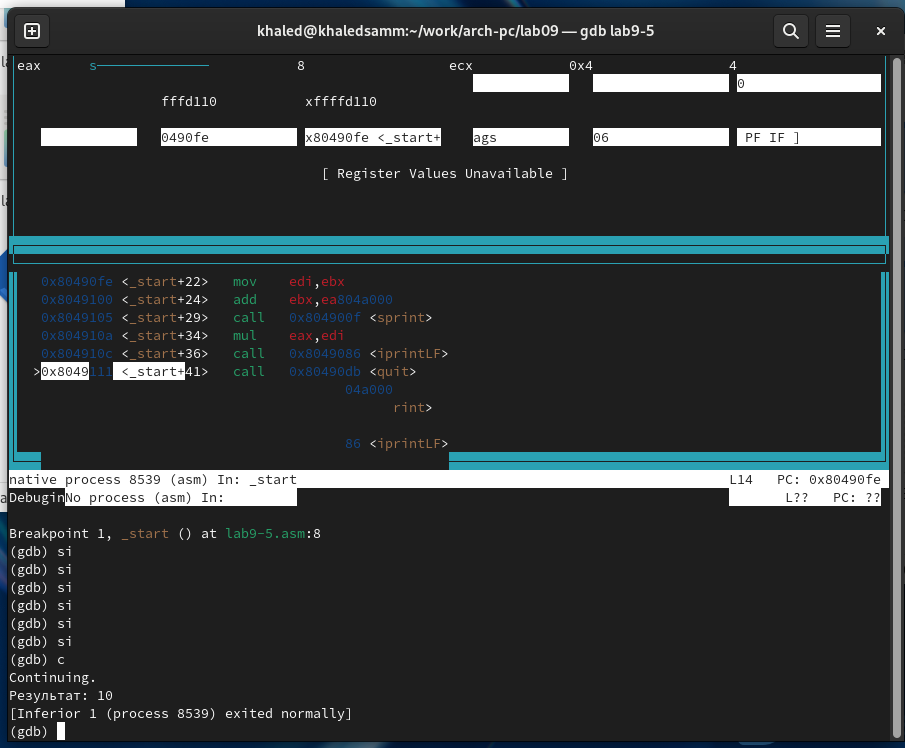 khaled@khaledsamm:~/work/arch-pc/lab09 — gdb lab9-5
eax s 8 ecx 0x4 4
0
fffd110 xffffd110
0490fe x80490fe <_start+ ags 06 PF IF ]
[ Register Values Unavailable ]
0x80490fe <_start+22> mov edi,ebx
0x8049100 <_start+24> add ebx,ea804a000
0x8049105 <_start+29> call 0x804900f <sprint>
0x804910a <_start+34> mul eax,edi
0x804910c <_start+36> call 0x8049086 <iprintLF>
>0x8049111 <_start+41> call 0x80490db <quit>
04a000
rint>
86 <iprintLF>
native process 8539 (asm) In: _start L14 PC: 0x80490fe
DebuginNo process (asm) In: L?? PC: ??
Breakpoint 1, _start () at lab9-5.asm:8
(gdb) si
(gdb) si
(gdb) si
(gdb) si
(gdb) si
(gdb) si
(gdb) c
Continuing.
Результат: 10
[Inferior 1 (process 8539) exited normally]
(gdb)